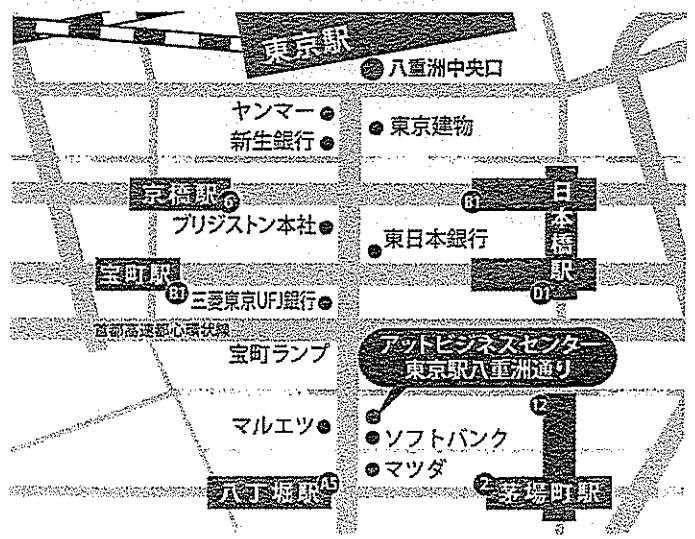 東京駅
八重洲中央口
ヤンマー
新生銀行
東京建物
京橋駅
6
B1
日本橋駅
ブリジストン本社
東日本銀行
宝町駅
B1
三菱東京UFJ銀行
D1
首都高速都心環状線
宝町ランプ
アットビジネスセンター
東京駅八重洲通り
12
マルエツ
ソフトバンク
マツダ
八丁堀駅
A5
2
茅場町駅